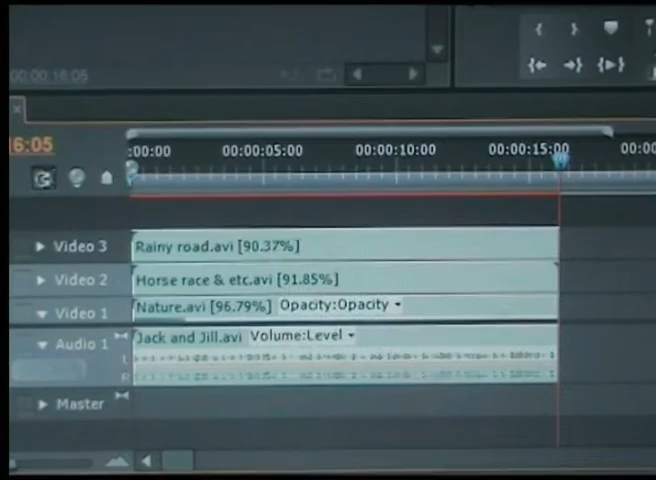 00:00:16:05
6:05
:00:00 00:00:05:00 00:00:10:00 00:00:15:00 00:00
Video 3 Rainy road.avi [90.37%]
Video 2 Horse race & etc.avi [91.85%]
Video 1 Nature.avi [96.79%] Opacity:Opacity
Audio 1 Jack and Jill.avi Volume:Level
L
R
Master